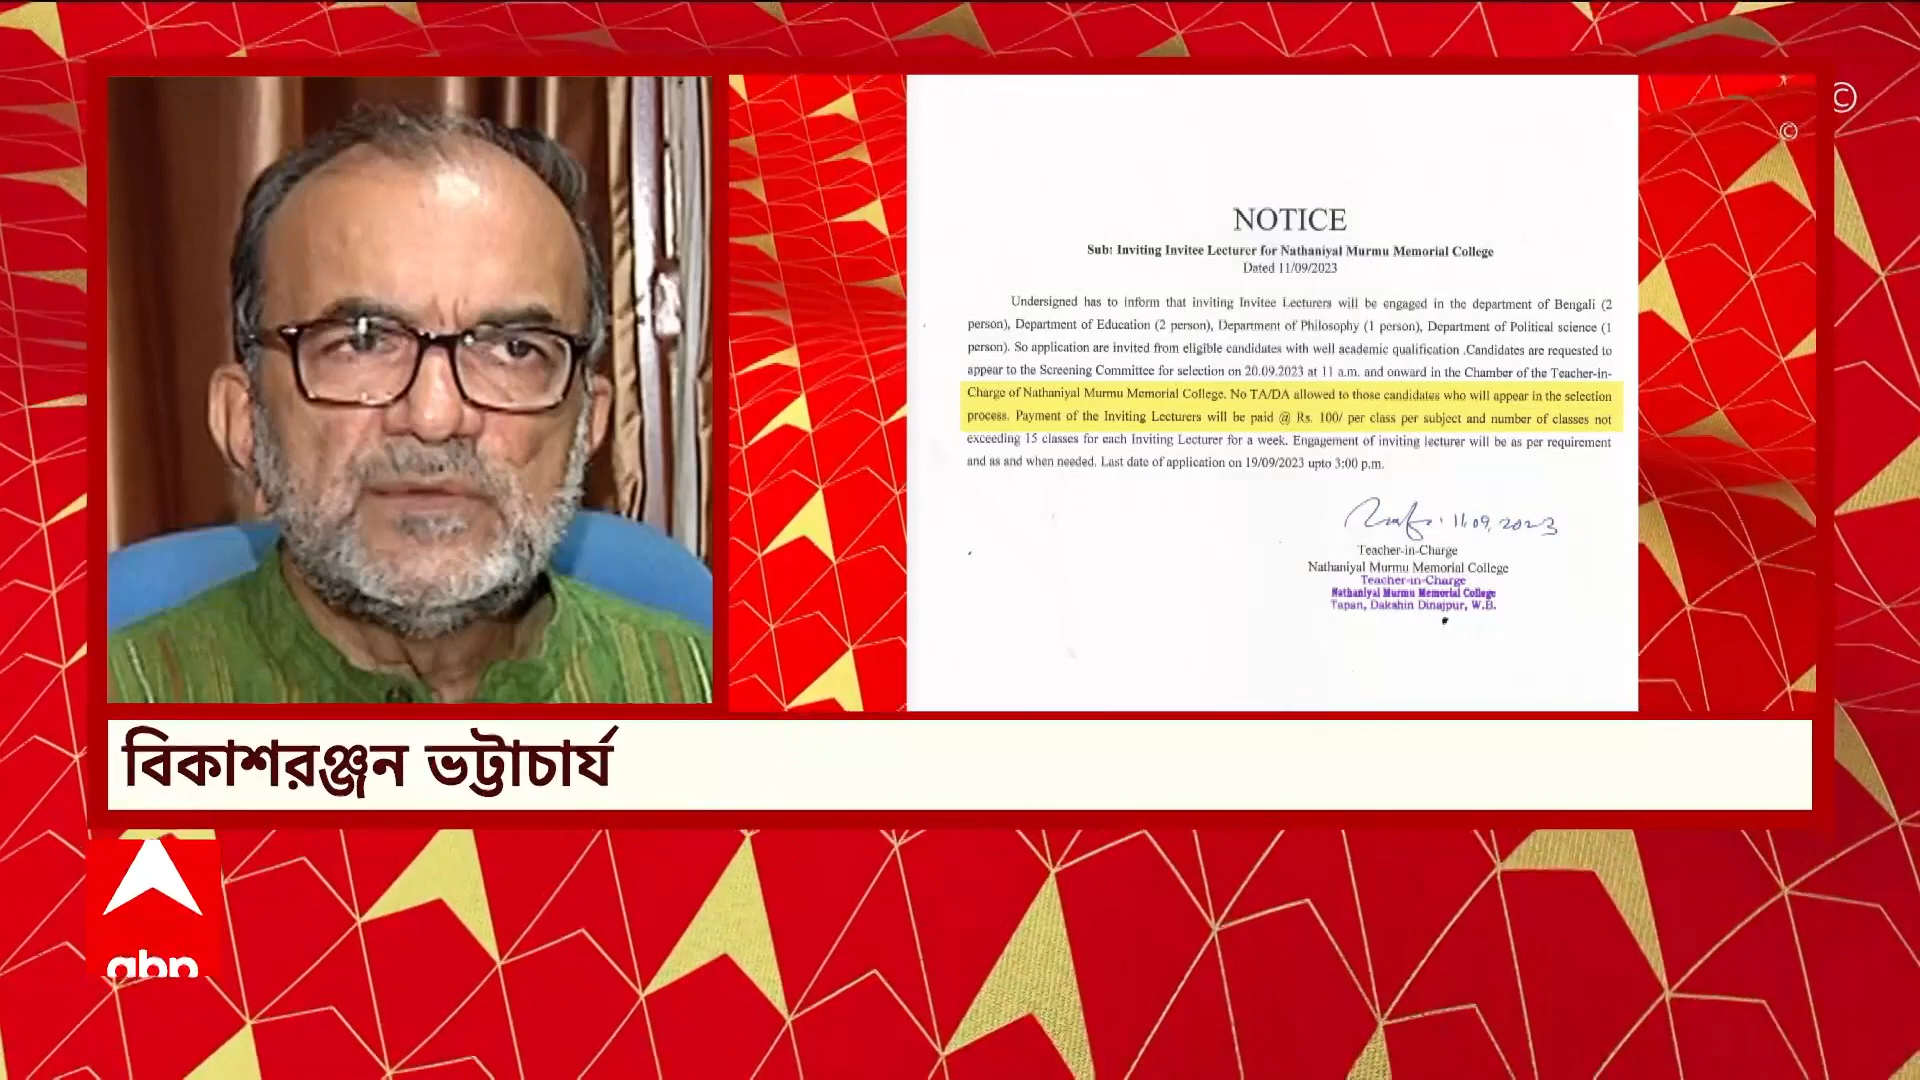 ©
©
NOTICE
Sub: Inviting Invitee Lecturer for Nathaniyal Murmu Memorial College
Dated 11/09/2023
Undersigned has to inform that inviting Invitee Lecturers will be engaged in the department of Bengali (2
person), Department of Education (2 person), Department of Philosophy (1 person), Department of Political science (1
person). So application are invited from eligible candidates with well academic qualification .Candidates are requested to
appear to the Screening Committee for selection on 20.09.2023 at 11 a.m. and onward in the Chamber of the Teacher-in-
Charge of Nathaniyal Murmu Memorial College. No TA/DA allowed to those candidates who will appear in the selection
process. Payment of the Inviting Lecturers will be paid @ Rs. 100/ per class per subject and number of classes not
exceeding 15 classes for each Inviting Lecturer for a week. Engagement of inviting lecturer will be as per requirement
and as and when needed. Last date of application on 19/09/2023 upto 3:00 p.m.
11.09.2023
Teacher-in-Charge
Nathaniyal Murmu Memorial College
Teacher-in-Charge
Nathaniyal Murmu Memorial College
Tapan, Dakshin Dinajpur, W.B.
বিকাশরঞ্জন ভট্টাচার্য
abp